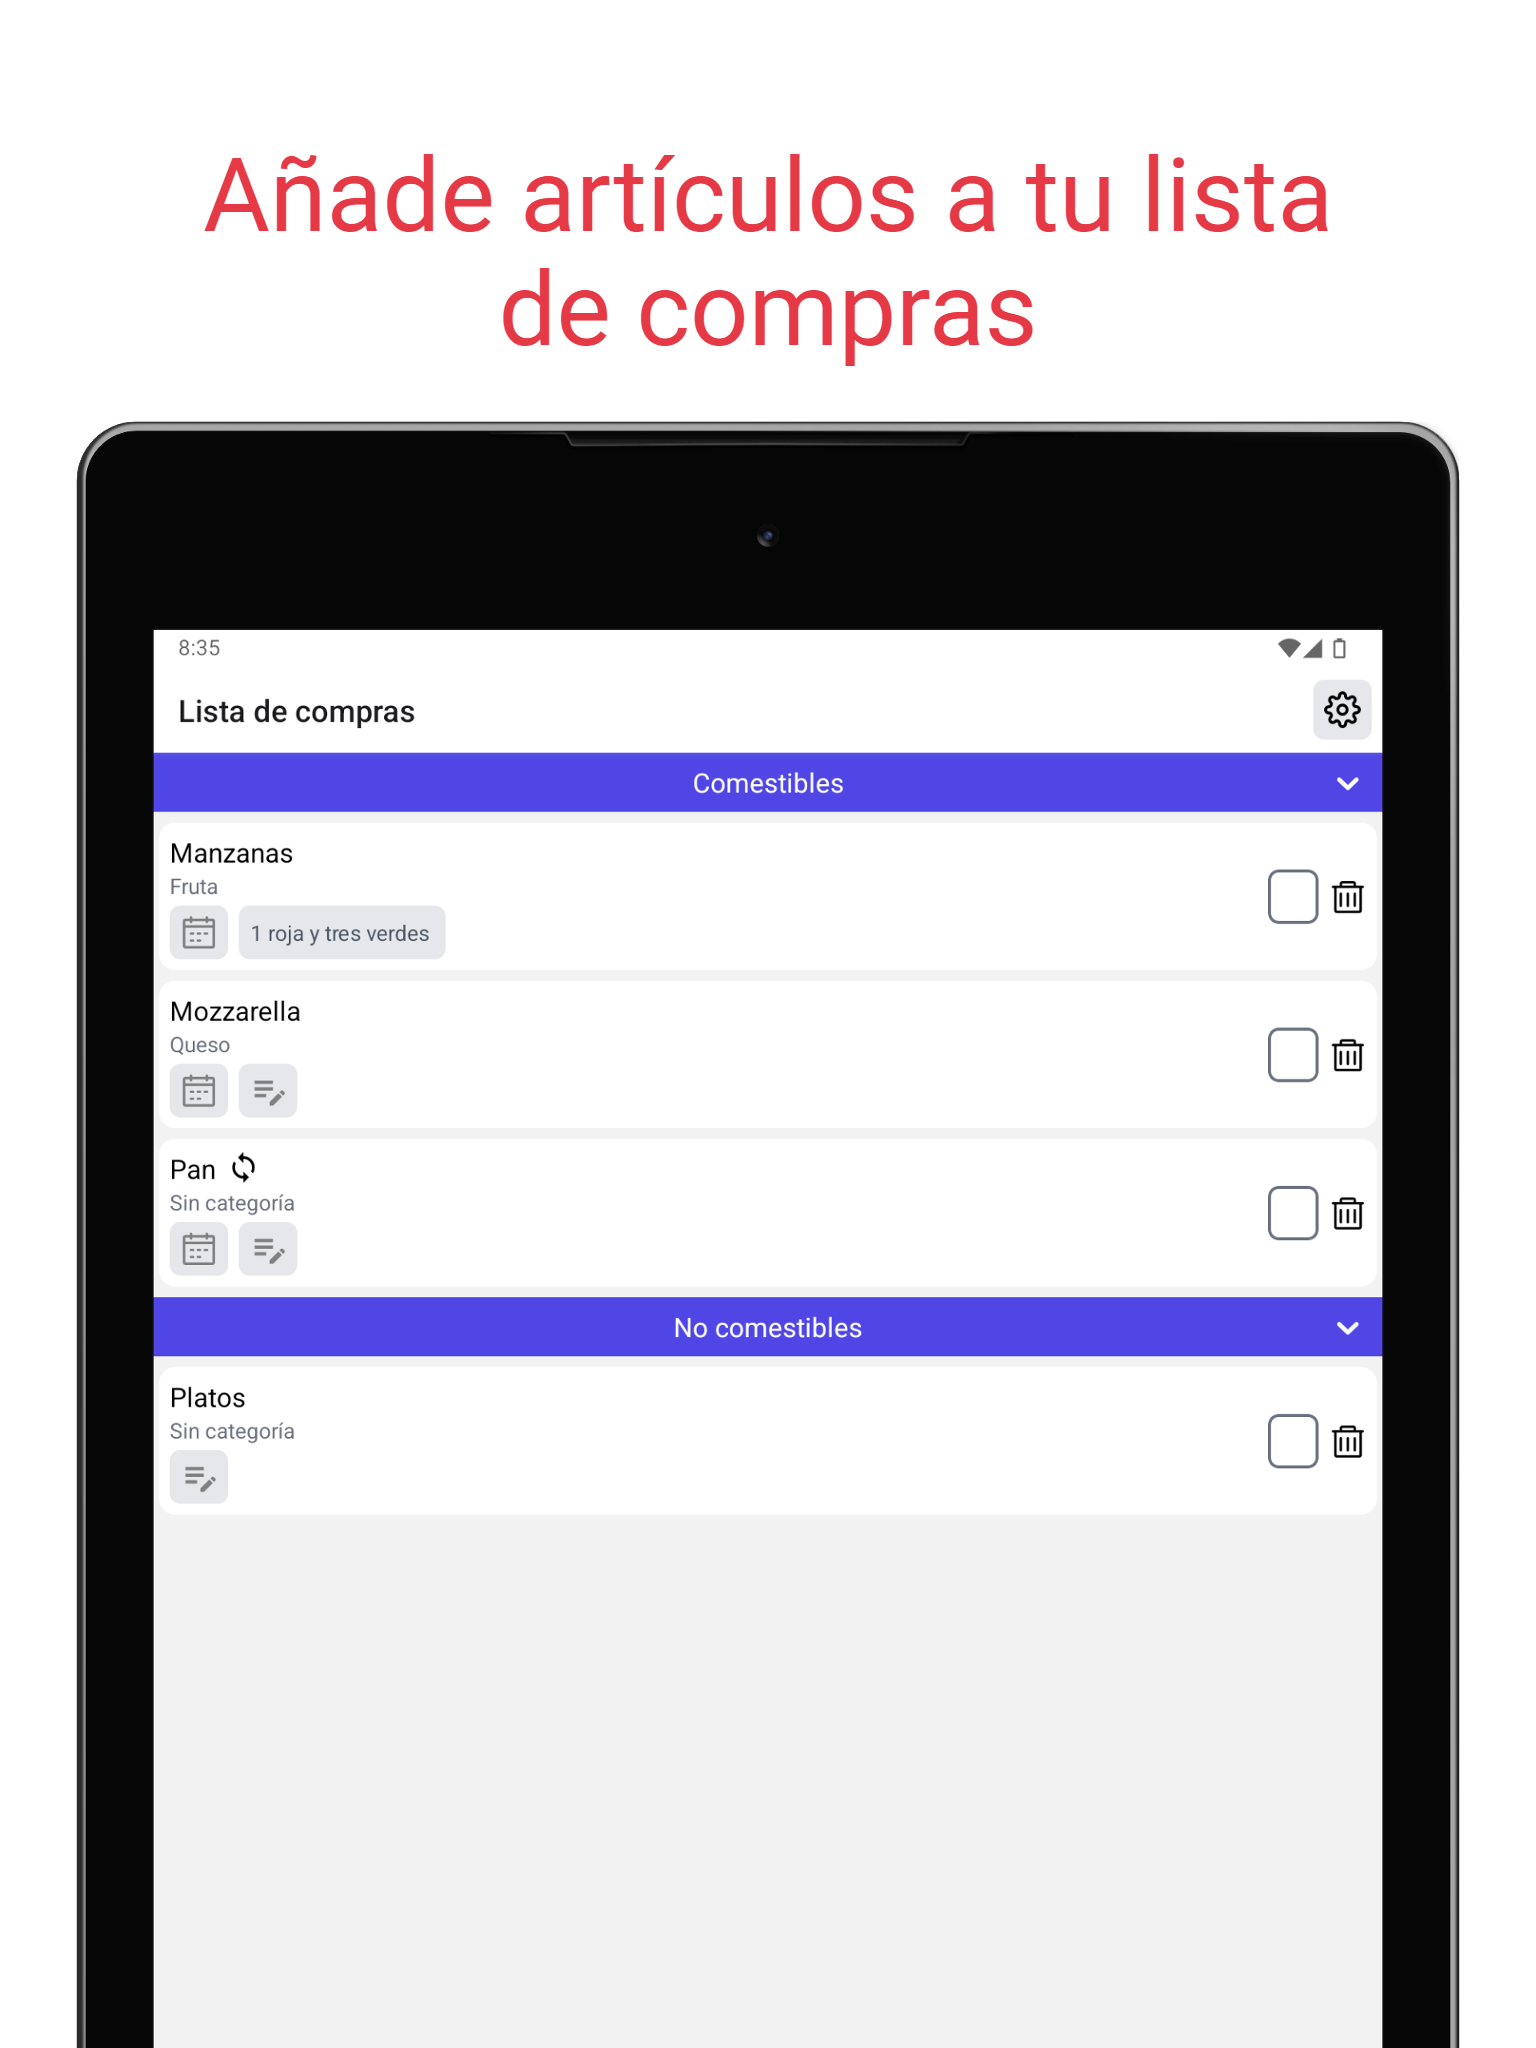 Añade artículos a tu lista
de compras
8:35
Lista de compras
Comestibles
Manzanas
Fruta
1 roja y tres verdes
Mozzarella
Queso
Pan
Sin categoría
No comestibles
Platos
Sin categoría